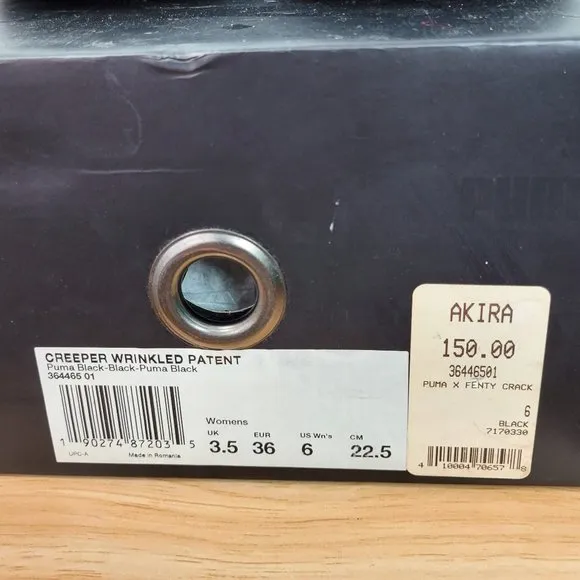 PUMA
CREEPER WRINKLED PATENT
Puma Black-Black-Puma Black
364465 01
1 90274 87203 5
UPC-A
Made in Romania
Womens
UK EUR US Wn's CM
3.5 36 6 22.5
AKIRA
150.00
36446501
PUMA X FENTY CRACK
6
BLACK
7170330
4 10004 70657 8